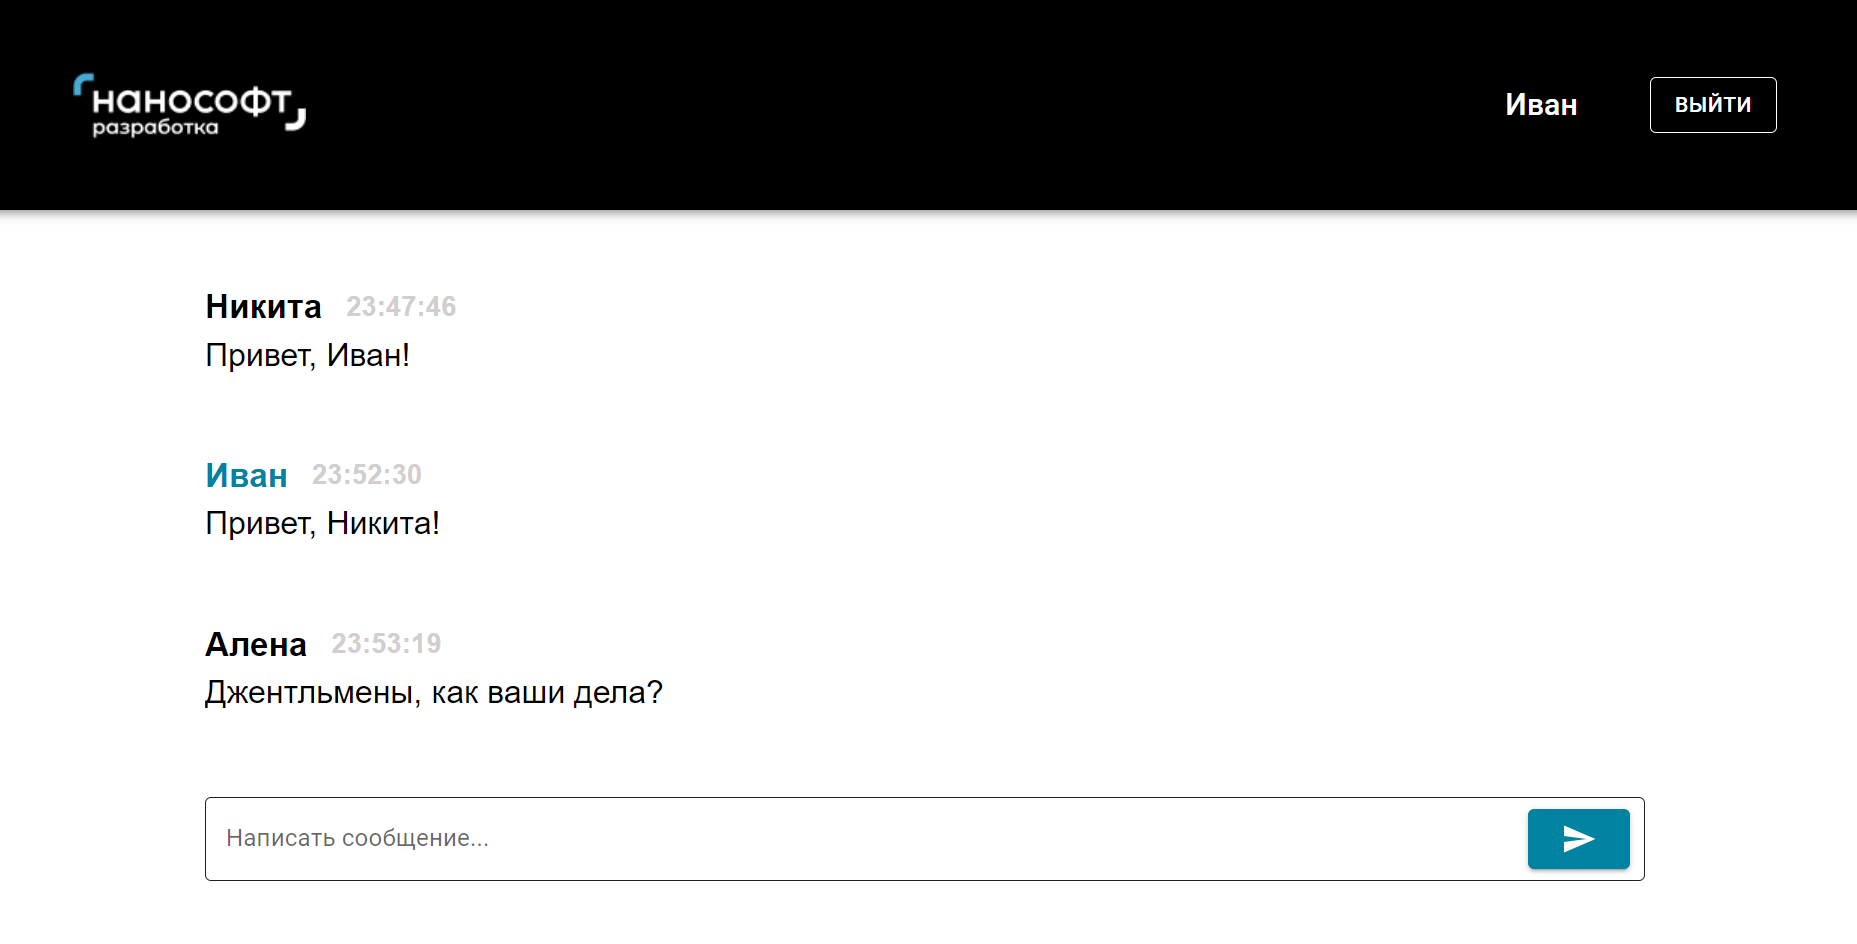 нанософт
разработка
Иван
ВЫЙТИ
Никита 23:47:46
Привет, Иван!
Иван 23:52:30
Привет, Никита!
Алена 23:53:19
Джентльмены, как ваши дела?
Написать сообщение...